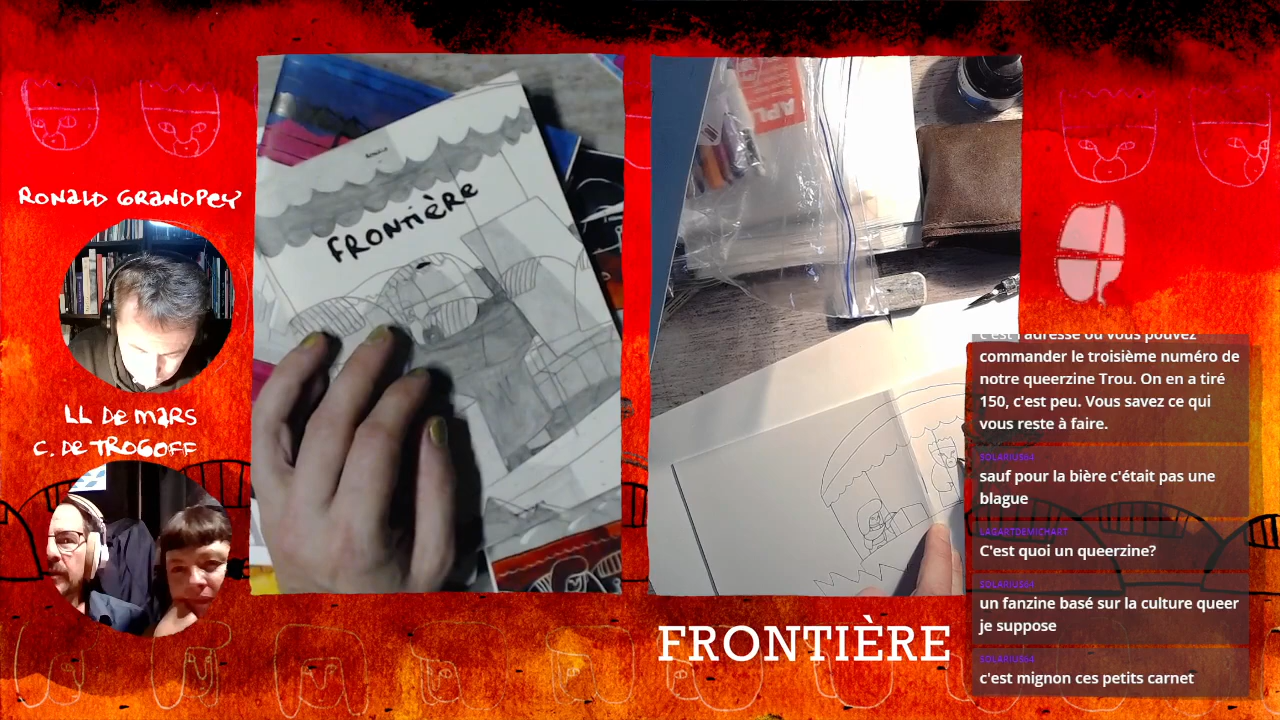 RONALD GRANDPEY
LL DE MARS
C. DE TROGOFF
FRONTIÈRE
APLI
FRONTIÈRE
c'est l'adresse où vous pouvez
commander le troisième numéro de
notre queerzine Trou. On en a tiré
150, c'est peu. Vous savez ce qui
vous reste à faire.
SOLARIUS64
sauf pour la bière c'était pas une
blague
LAGARTDEMICHART
C'est quoi un queerzine?
SOLARIUS64
un fanzine basé sur la culture queer
je suppose
SOLARIUS64
c'est mignon ces petits carnet